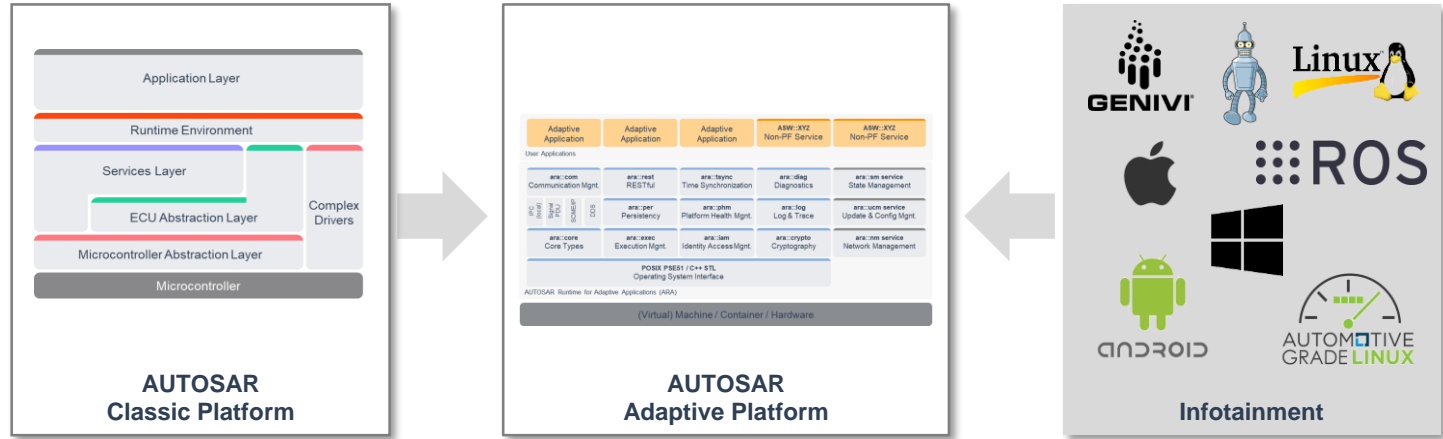 Application Layer
Runtime Environment
Services Layer
ECU Abstraction Layer
Complex
Drivers
Microcontroller Abstraction Layer
Microcontroller
AUTOSAR
Classic Platform
Adaptive
Application
Adaptive
Application
Adaptive
Application
ASW::XYZ
Non-PF Service
ASW::XYZ
Non-PF Service
User Applications
ara::com
Communication Mgnt.
ara::rest
RESTful
ara::tsync
Time Synchronization
ara::diag
Diagnostics
ara::sm service
State Management
IPC
(local)
Signal
PDU
SOME/IP
DDS
ara::per
Persistency
ara::phm
Platform Health Mgnt.
ara::log
Log & Trace
ara::ucm service
Update & Config Mgnt.
ara::core
Core Types
ara::exec
Execution Mgnt.
ara::iam
Identity Access Mgnt.
ara::crypto
Cryptography
ara::nm service
Network Management
POSIX PSE51 / C++ STL
Operating System Interface
AUTOSAR Runtime for Adaptive Applications (ARA)
(Virtual) Machine / Container / Hardware
AUTOSAR
Adaptive Platform
GENIVI
Linux
ROS
ANDROID
AUTOMOTIVE
GRADE LINUX
Infotainment